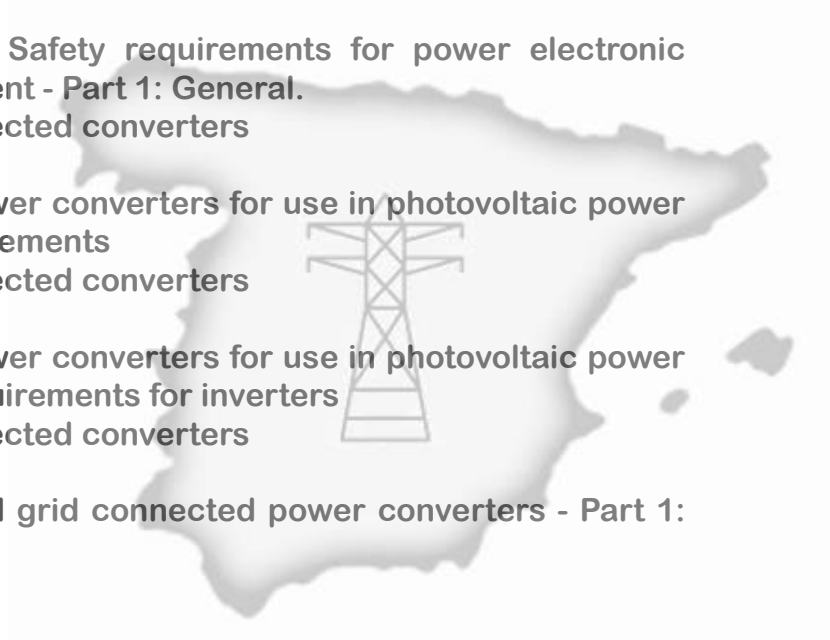 Safety requirements for power electronic
ent - Part 1: General.
ected converters
ver converters for use in photovoltaic power
ements
ected converters
ver converters for use in photovoltaic power
irements for inverters
ected converters
grid connected power converters - Part 1: